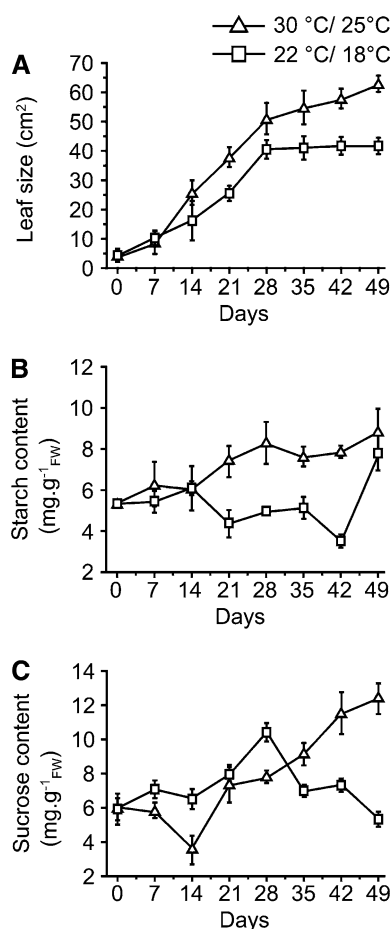 30 °C/ 25°C
22 °C/ 18°C
A
Leaf size (cm²)
70
60
50
40
30
20
10
0
0 7 14 21 28 35 42 49
Days
B
Starch content
(mg.g⁻¹FW)
12
10
8
6
4
2
0 7 14 21 28 35 42 49
Days
C
Sucrose content
(mg.g⁻¹FW)
14
12
10
8
6
4
2
0 7 14 21 28 35 42 49
Days